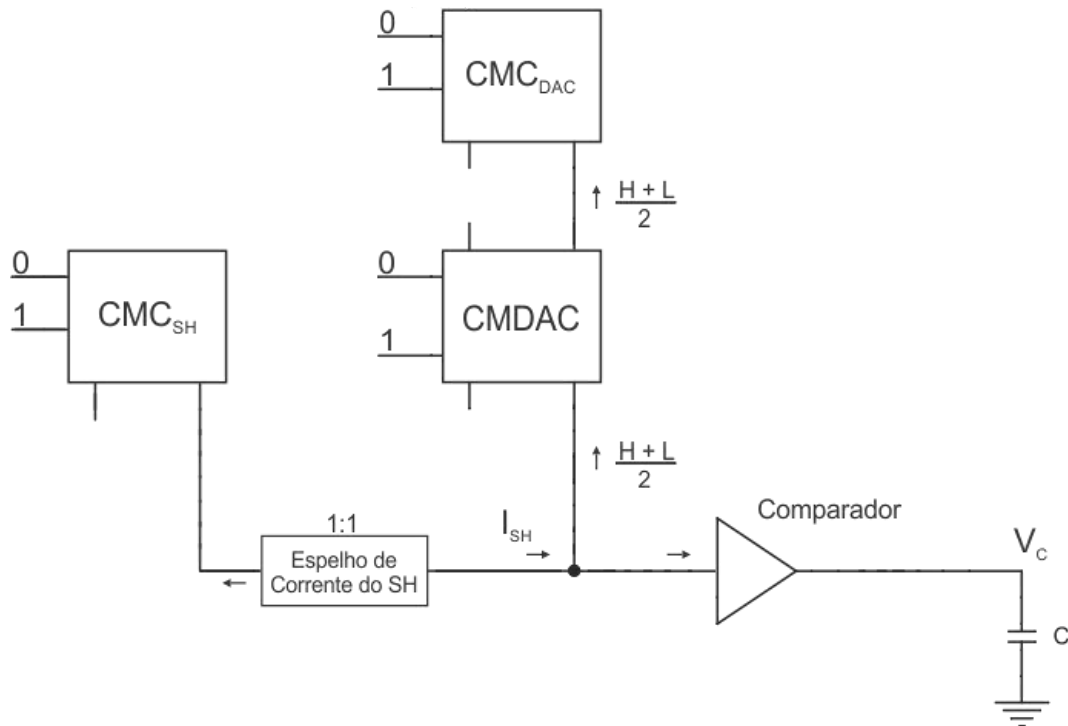 0
1
CMC_DAC
H + L
2
0
1
CMC_SH
0
1
CMDAC
H + L
2
1:1
Espelho de
Corrente do SH
I_SH
Comparador
V_C
C